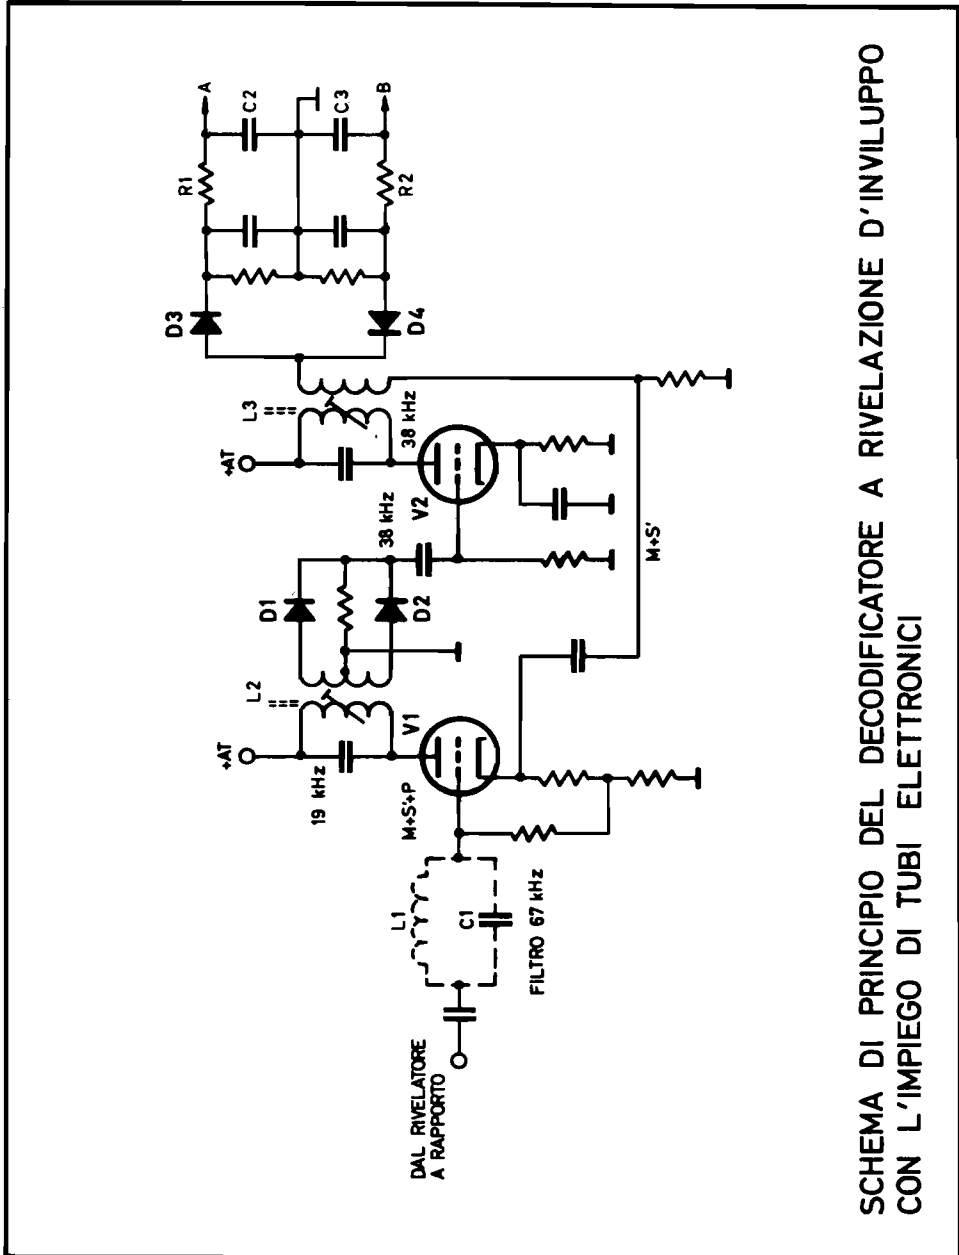 DAL RIVELATORE
A RAPPORTO
L1
C1
FILTRO 67 kHz
M+S'+P
19 kHz
+AT
L2
V1
D1
D2
38 kHz
V2
+AT
L3
38 kHz
M+S'
D3
D4
R1
R2
C2
C3
A
B
SCHEMA DI PRINCIPIO DEL DECODIFICATORE A RIVELAZIONE D'INVILUPPO
CON L'IMPIEGO DI TUBI ELETTRONICI